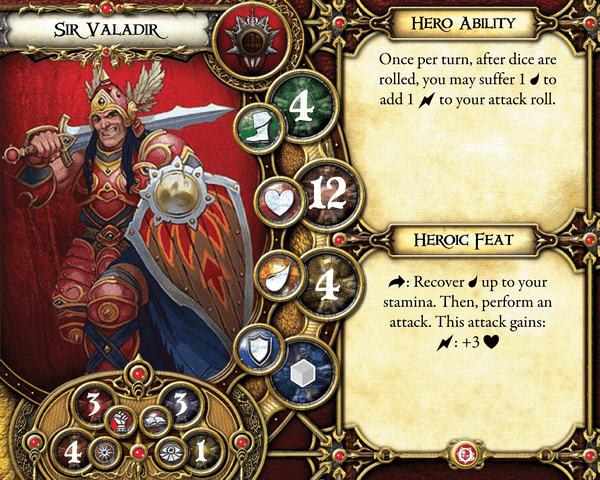 Sir Valadir
4
12
4
3
3
4
1
Hero Ability
Once per turn, after dice are
rolled, you may suffer 1 to
add 1 to your attack roll.
Heroic Feat
: Recover up to your
stamina. Then, perform an
attack. This attack gains:
: +3